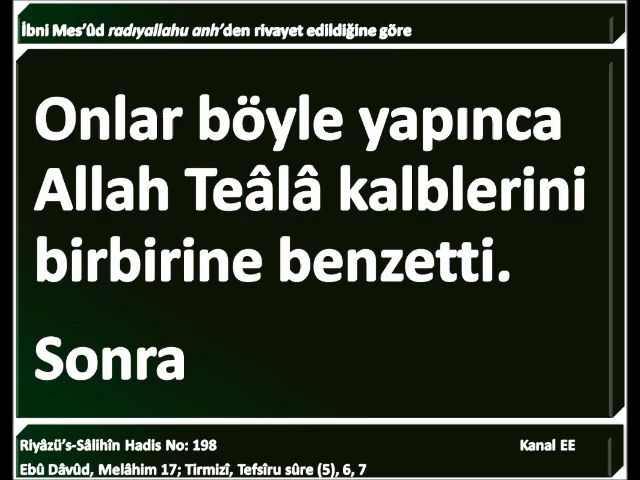 İbni Mes'ûd radıyallahu anh'den rivayet edildiğine göre
Onlar böyle yapınca
Allah Teâlâ kalblerini
birbirine benzetti.
Sonra
Riyâzü's-Sâlihîn Hadis No: 198
Kanal EE
Ebû Dâvûd, Melâhim 17; Tirmizî, Tefsîru sûre (5), 6, 7